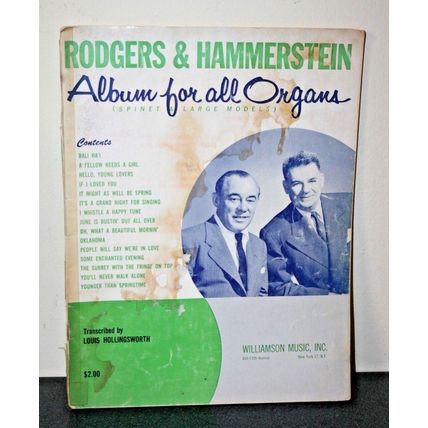 RODGERS & HAMMERSTEIN
Album for all Organs
(SPINET & LARGE MODELS)
Contents
BALI HA'I
A FELLOW NEEDS A GIRL
HELLO, YOUNG LOVERS
IF I LOVED YOU
IT MIGHT AS WELL BE SPRING
IT'S A GRAND NIGHT FOR SINGING
I WHISTLE A HAPPY TUNE
JUNE IS BUSTIN' OUT ALL OVER
OH, WHAT A BEAUTIFUL MORNIN'
OKLAHOMA
PEOPLE WILL SAY WE'RE IN LOVE
SOME ENCHANTED EVENING
THE SURREY WITH THE FRINGE ON TOP
YOU'LL NEVER WALK ALONE
YOUNGER THAN SPRINGTIME
Transcribed by
LOUIS HOLLINGSWORTH
$2.00
WILLIAMSON MUSIC, INC.
New York 17, N.Y.